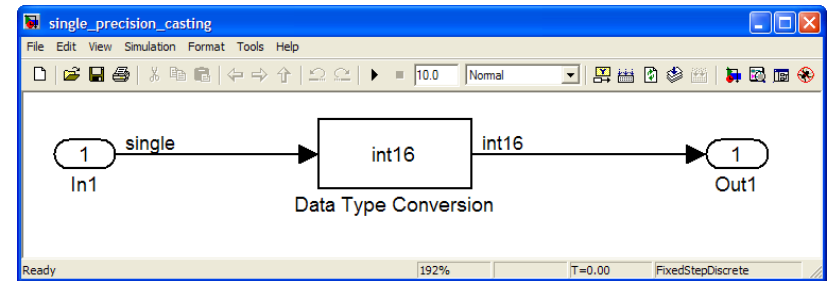 single_precision_casting
File Edit View Simulation Format Tools Help
10.0 Normal
single int16 int16
1 1
In1 Out1
Data Type Conversion
Ready 192% T=0.00 FixedStepDiscrete